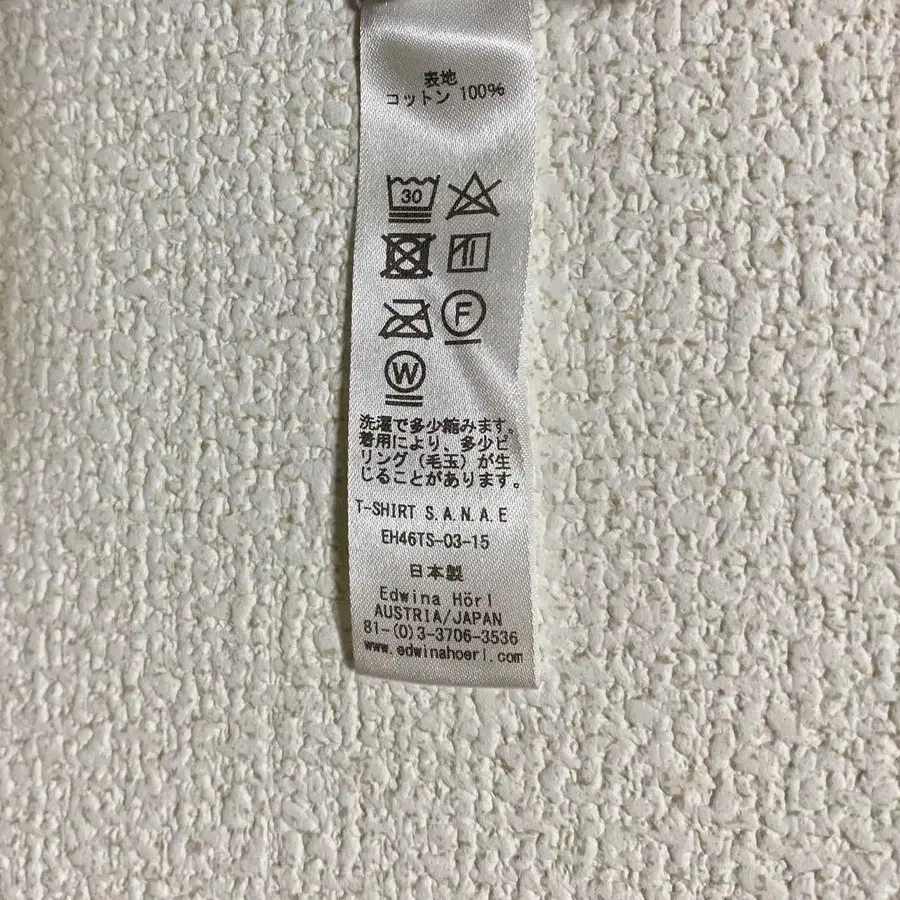 表地
コットン 100%
30
F
W
洗濯で多少縮みます。
着用により、多少ピ
リング(毛玉)が生
じることがあります。
T-SHIRT S.A.N.A.E
EH46TS-03-15
日本製
Edwina Hörl
AUSTRIA/JAPAN
81-(0)3-3706-3536
www.edwinahoerl.com